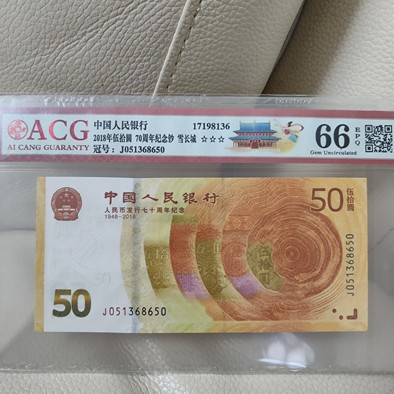 ACG
AI CANG GUARANTY
中国人民银行
17198136
2018年伍拾圆 70周年纪念钞 雪长城 ☆☆☆
冠号: J051368650
66 EPQ
Gem Uncirculated
中国人民银行
人民币发行七十周年纪念
1948-2018
50 伍拾圆
50
J051368650
J051368650